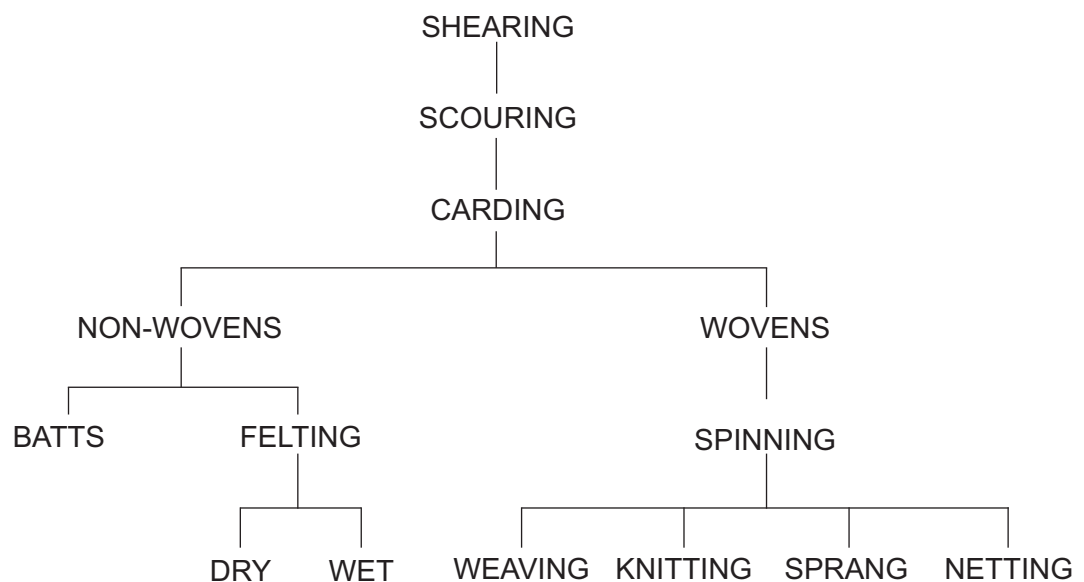 SHEARING
SCOURING
CARDING
NON-WOVENS WOVENS
BATTS FELTING SPINNING
DRY WET WEAVING KNITTING SPRANG NETTING